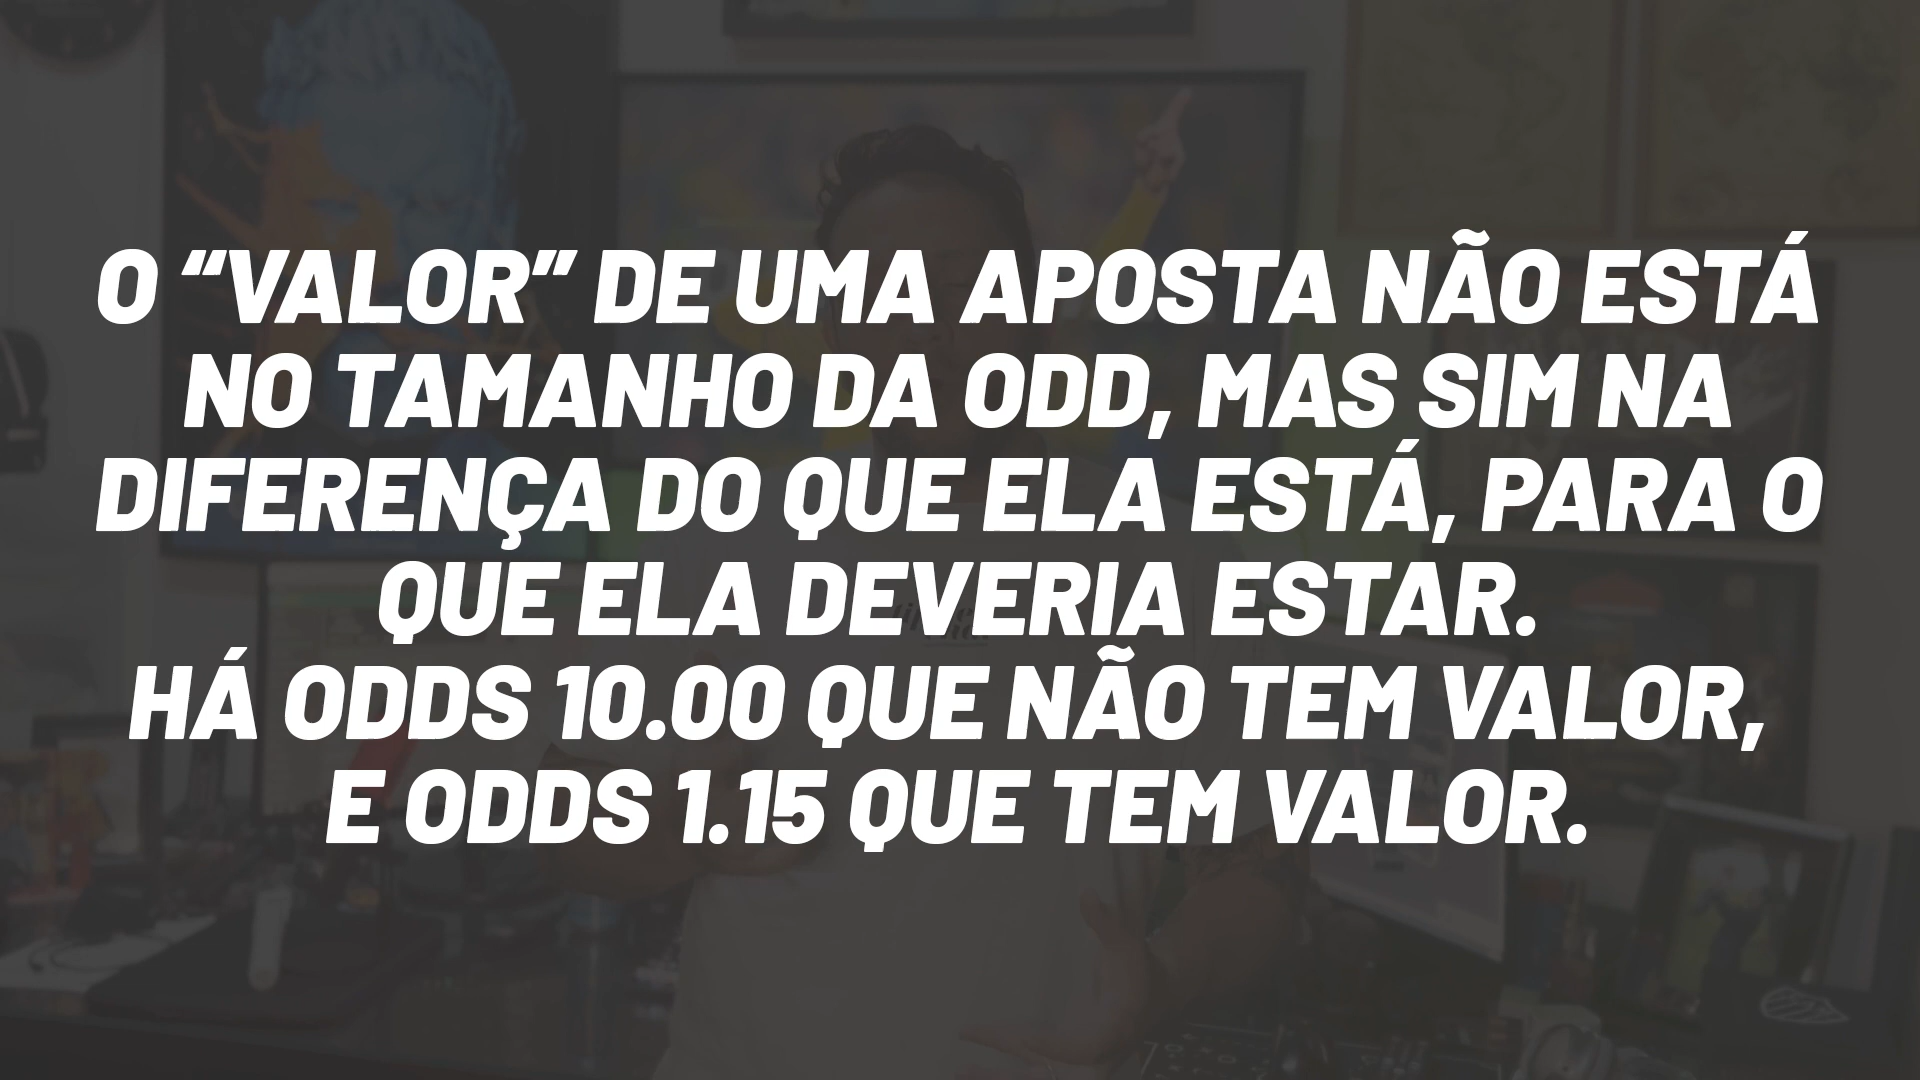 O “VALOR” DE UMA APOSTA NÃO ESTÁ
NO TAMANHO DA ODD, MAS SIM NA
DIFERENÇA DO QUE ELA ESTÁ, PARA O
QUE ELA DEVERIA ESTAR.
HÁ ODDS 10.00 QUE NÃO TEM VALOR,
E ODDS 1.15 QUE TEM VALOR.